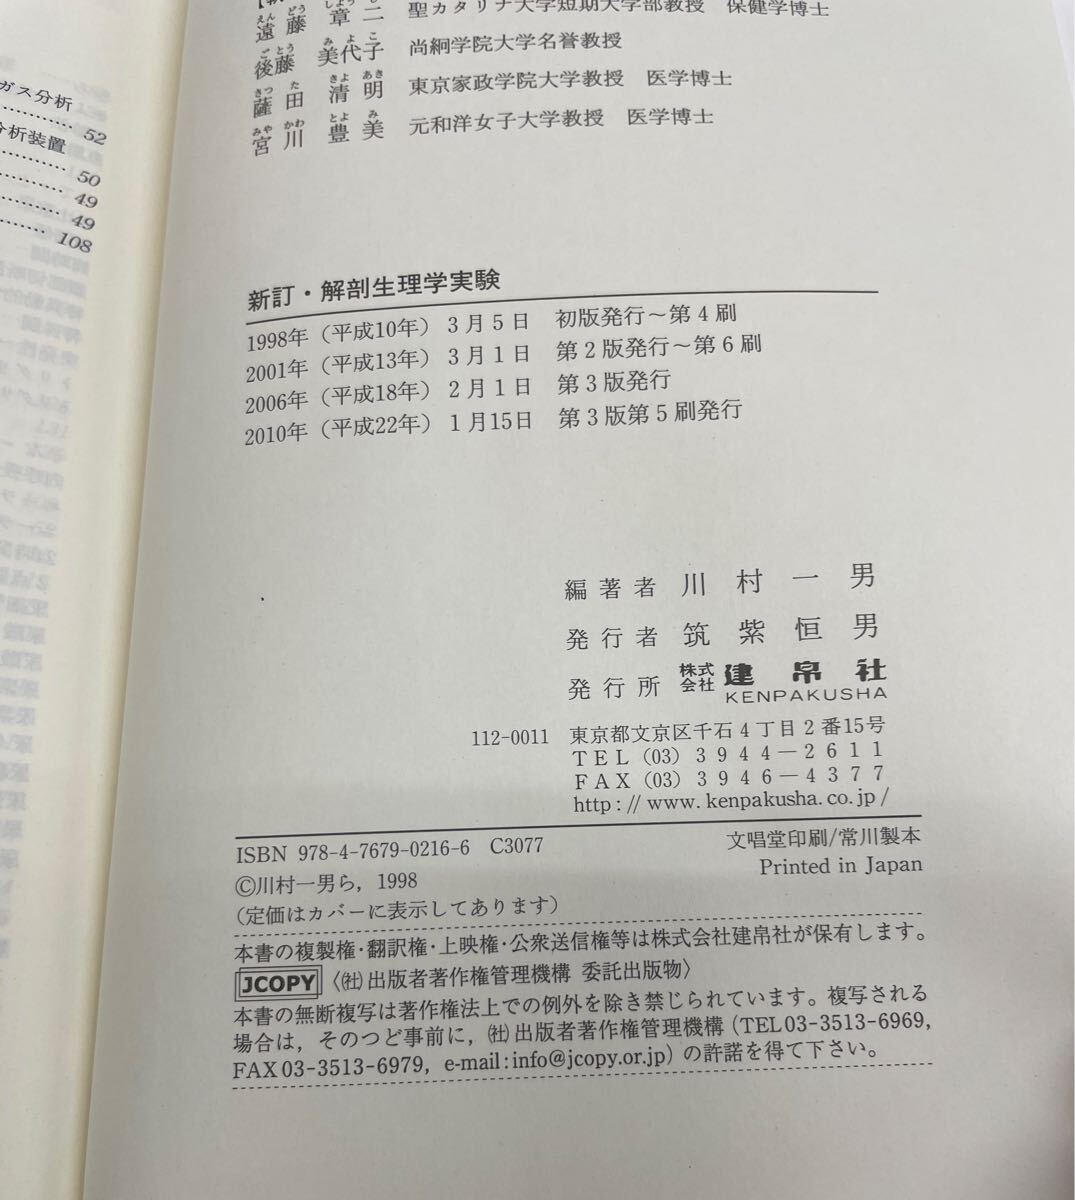 ガス分析
52
分析装置
50
49
49
108
遠藤章二 聖カタリナ大学短期大学部教授 保健学博士
後藤美代子 尚絅学院大学名誉教授
薩田清明 東京家政学院大学教授 医学博士
宮川豊美 元和洋女子大学教授 医学博士
新訂・解剖生理学実験
1998年（平成10年）3月5日 初版発行～第4刷
2001年（平成13年）3月1日 第2版発行～第6刷
2006年（平成18年）2月1日 第3版発行
2010年（平成22年）1月15日 第3版第5刷発行
編著者 川村一男
発行者 筑紫恒男
発行所 株式会社 建帛社
KENPAKUSHA
112-0011 東京都文京区千石4丁目2番15号
TEL（03）3944－2611
FAX（03）3946－4377
http://www.kenpakusha.co.jp/
ISBN 978-4-7679-0216-6 C3077
文唱堂印刷/常川製本
©川村一男ら，1998
Printed in Japan
（定価はカバーに表示してあります）
本書の複製権・翻訳権・上映権・公衆送信権等は株式会社建帛社が保有します。
JCOPY 〈㈳出版者著作権管理機構 委託出版物〉
本書の無断複写は著作権法上での例外を除き禁じられています。複写される
場合は，そのつど事前に，㈳出版者著作権管理機構（TEL03-3513-6969，
FAX03-3513-6979，e-mail:info@jcopy.or.jp）の許諾を得て下さい。